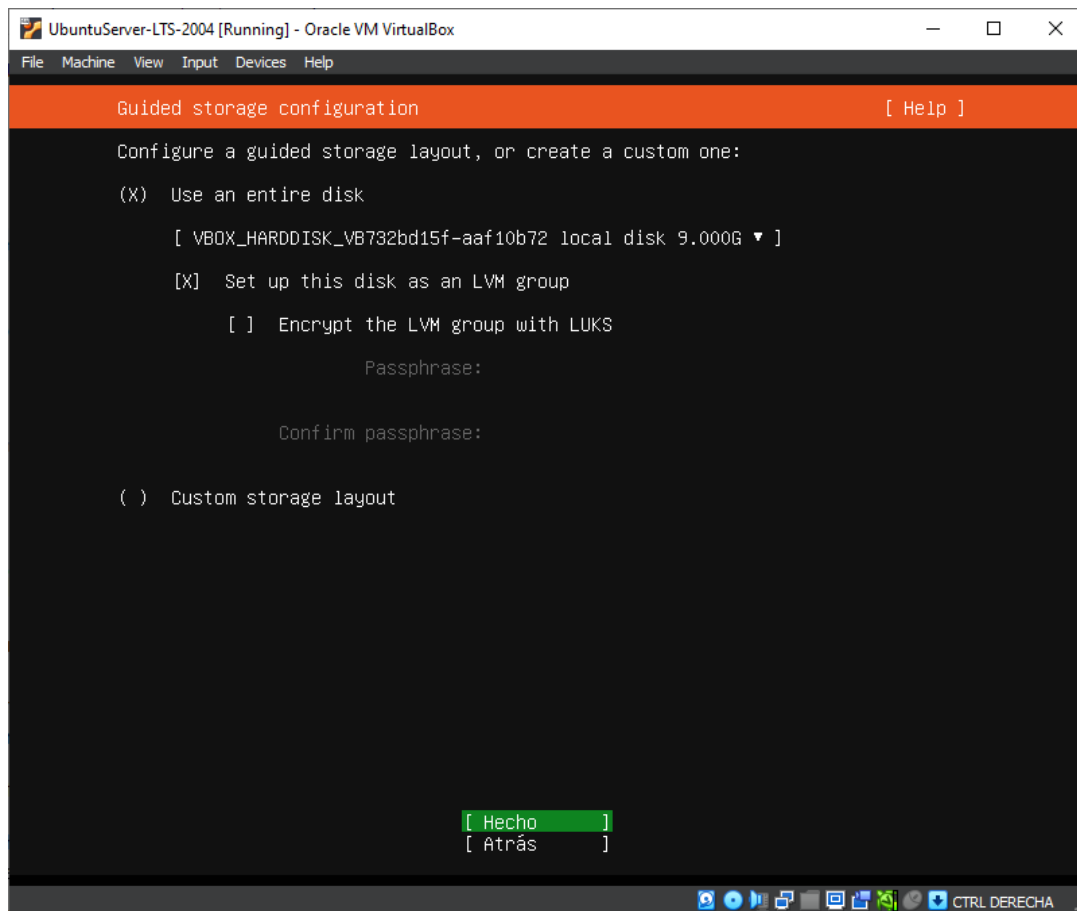 UbuntuServer-LTS-2004 [Running] - Oracle VM VirtualBox
File Machine View Input Devices Help
Guided storage configuration [ Help ]
Configure a guided storage layout, or create a custom one:
(X) Use an entire disk
[ VBOX_HARDDISK_VB732bd15f-aaf10b72 local disk 9.000G ▾ ]
[X] Set up this disk as an LVM group
[ ] Encrypt the LVM group with LUKS
Passphrase:
Confirm passphrase:
( ) Custom storage layout
[ Hecho ]
[ Atrás ]
CTRL DERECHA